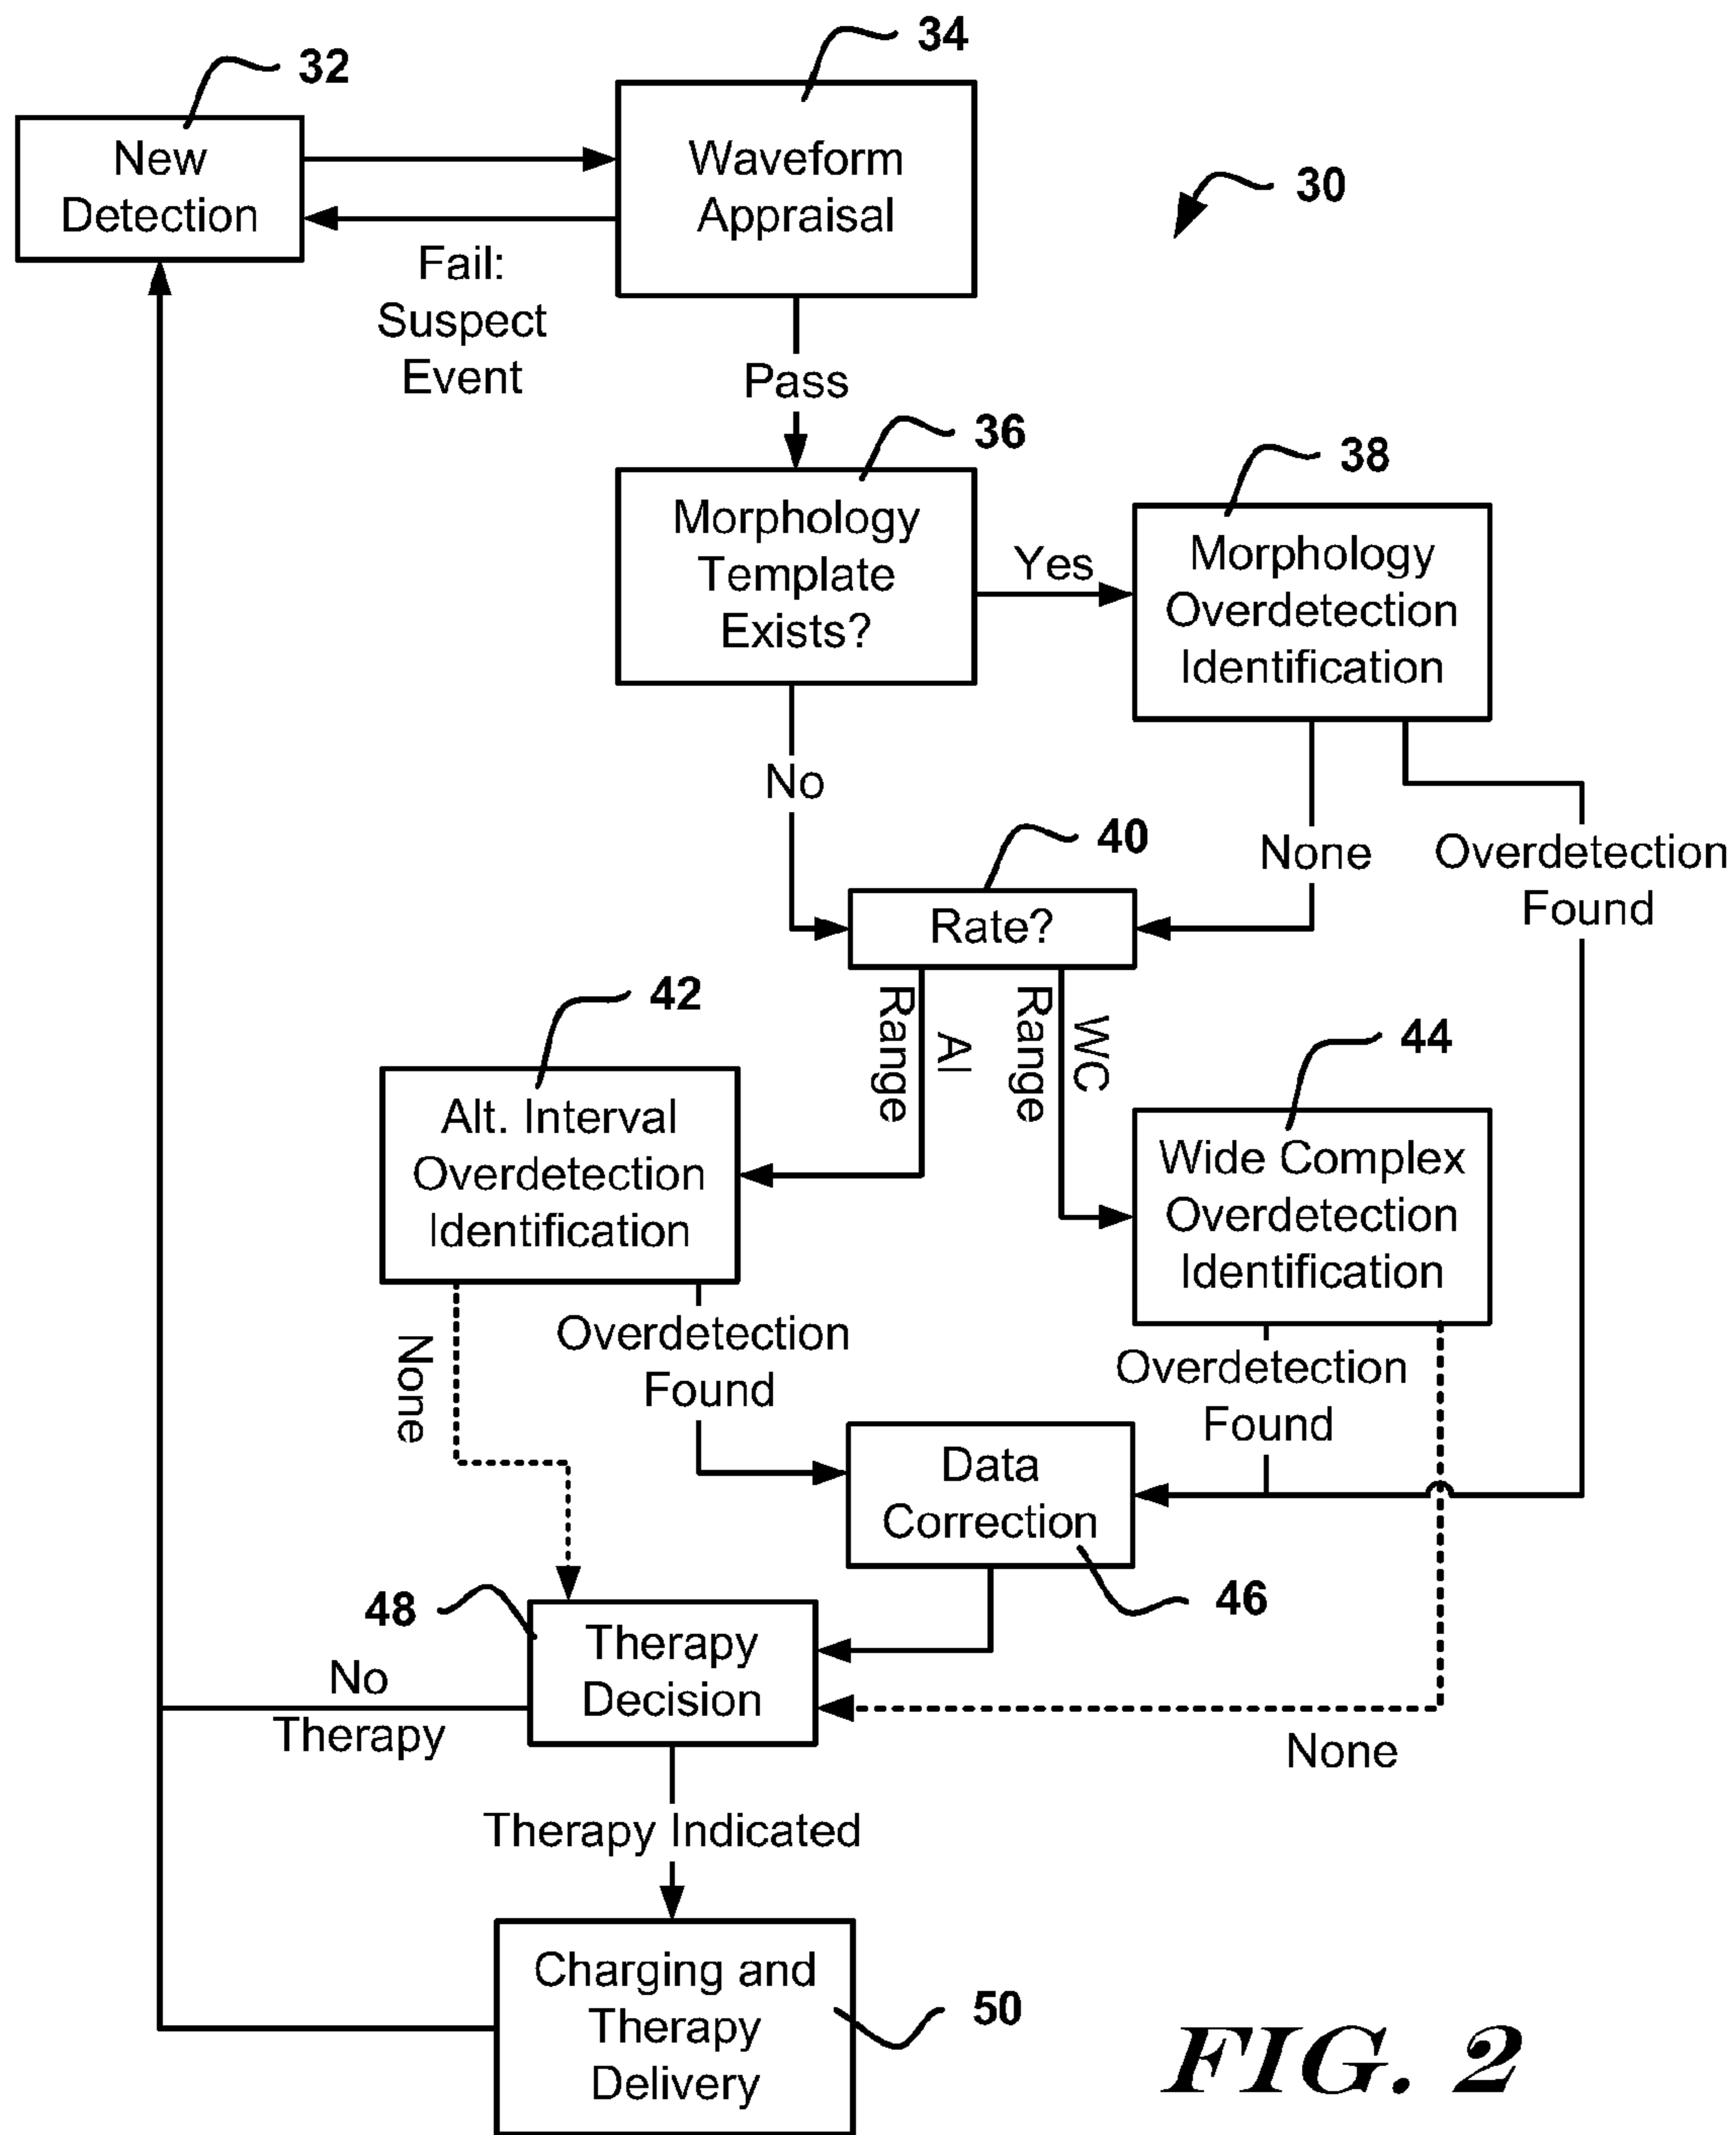 34
32
New
Detection
Waveform
Appraisal
30
Fail:
Suspect
Event
Pass
36
38
Morphology
Template
Exists?
Yes
Morphology
Overdetection
Identification
No
None
Overdetection
Found
40
Rate?
AI
Range
WC
Range
42
44
Alt. Interval
Overdetection
Identification
Wide Complex
Overdetection
Identification
None
Overdetection
Found
Overdetection
Found
Data
Correction
46
48
Therapy
Decision
No
Therapy
None
Therapy Indicated
Charging and
Therapy
Delivery
50
FIG. 2